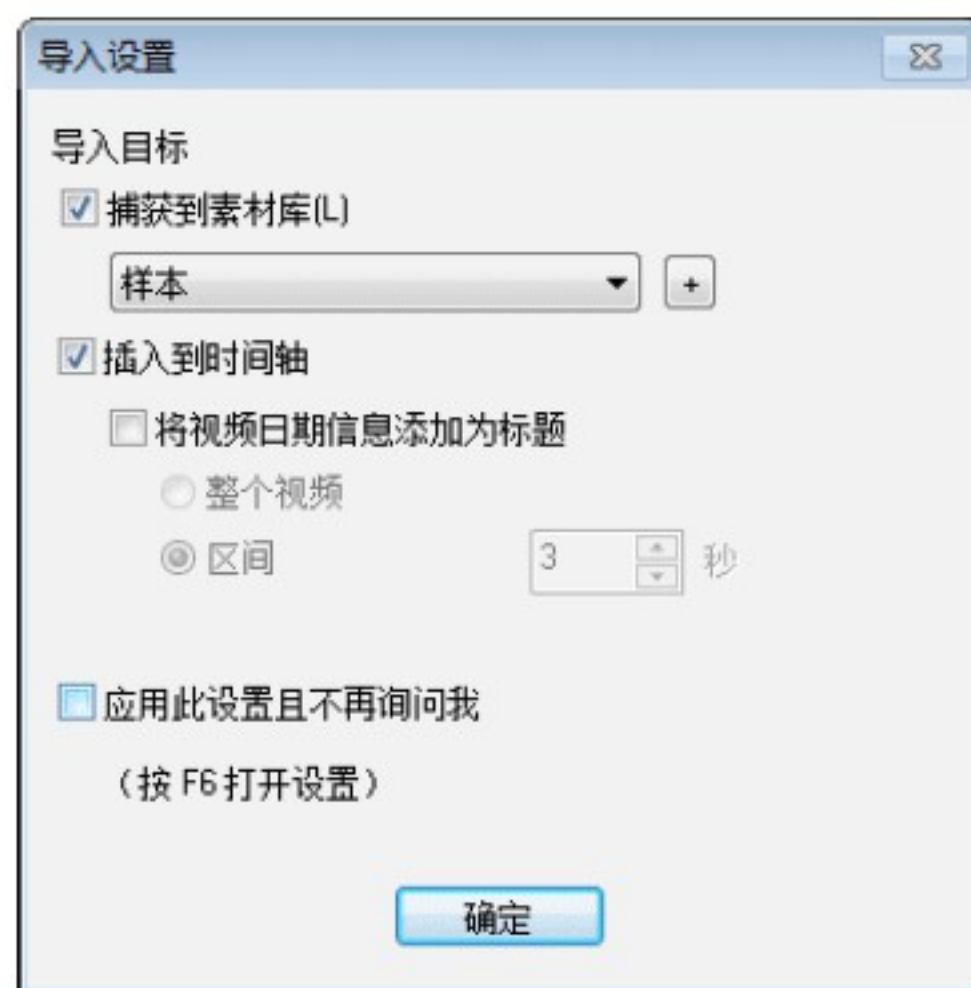 导入设置
导入目标
捕获到素材库(L)
样本
+
插入到时间轴
将视频日期信息添加为标题
整个视频
区间 3 秒
应用此设置且不再询问我
（按 F6 打开设置）
确定